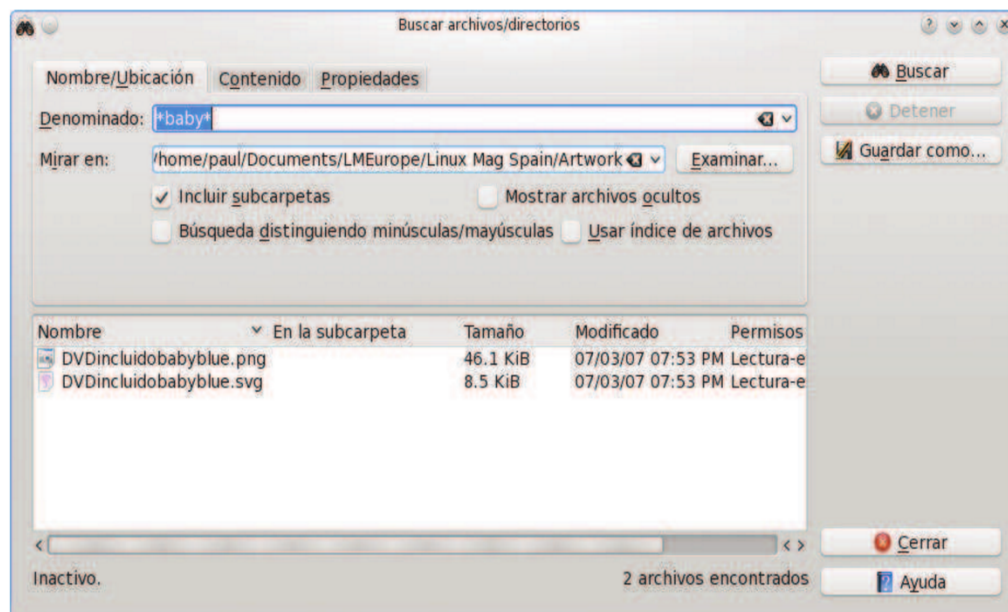 Buscar archivos/directorios
Nombre/Ubicación Contenido Propiedades
Denominado: *baby*
Mirar en: /home/paul/Documents/LMEurope/Linux Mag Spain/Artwork Examinar...
Incluir subcarpetas Mostrar archivos ocultos
Búsqueda distinguiendo minúsculas/mayúsculas Usar índice de archivos
Buscar
Detener
Guardar como...
Nombre En la subcarpeta Tamaño Modificado Permisos
DVDincluidobabyblue.png 46.1 KiB 07/03/07 07:53 PM Lectura-e
DVDincluidobabyblue.svg 8.5 KiB 07/03/07 07:53 PM Lectura-e
Inactivo. 2 archivos encontrados
Cerrar
Ayuda